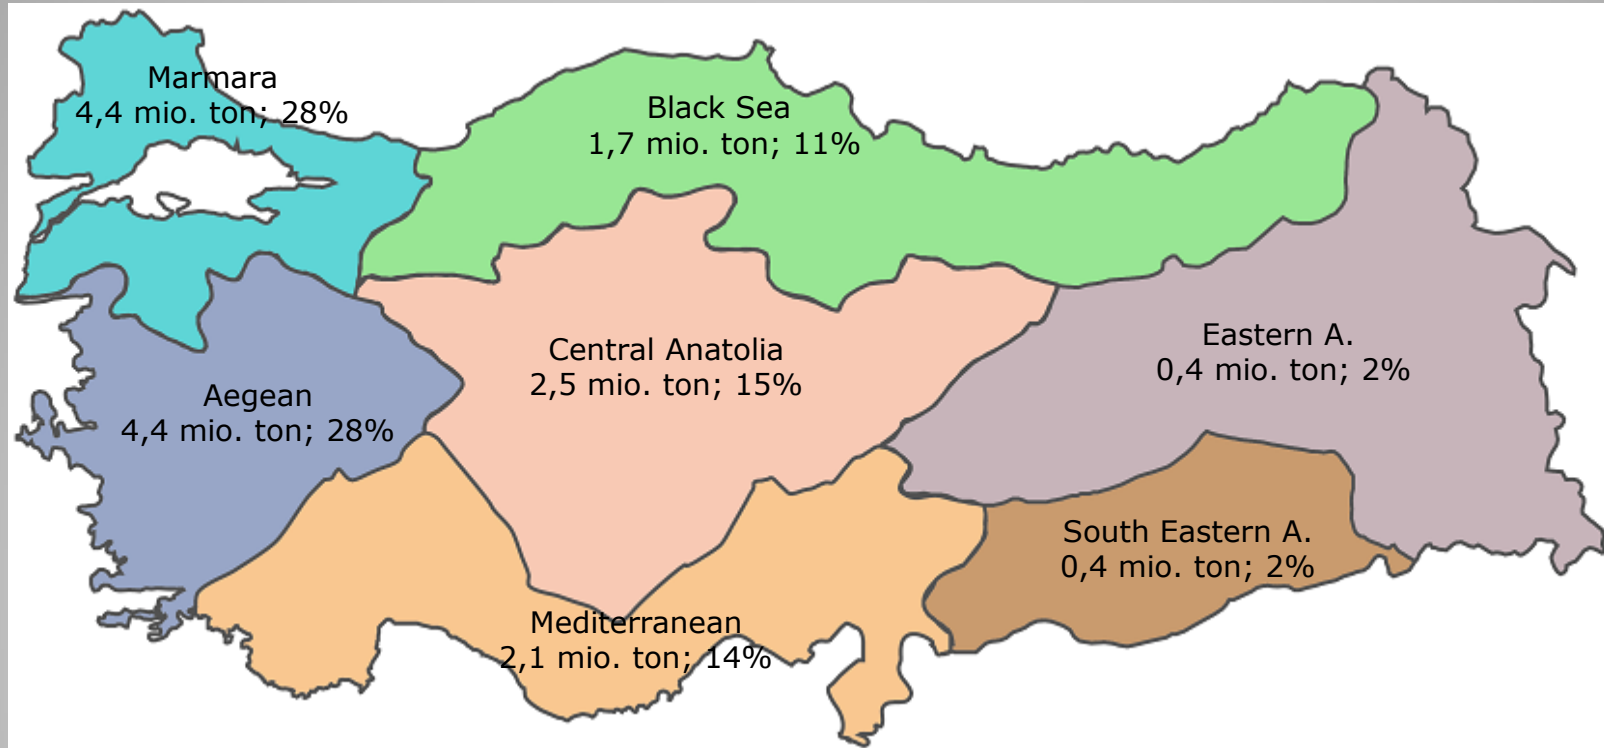 Marmara
4,4 mio. ton; 28%
Black Sea
1,7 mio. ton; 11%
Central Anatolia
2,5 mio. ton; 15%
Eastern A.
0,4 mio. ton; 2%
Aegean
4,4 mio. ton; 28%
South Eastern A.
0,4 mio. ton; 2%
Mediterranean
2,1 mio. ton; 14%